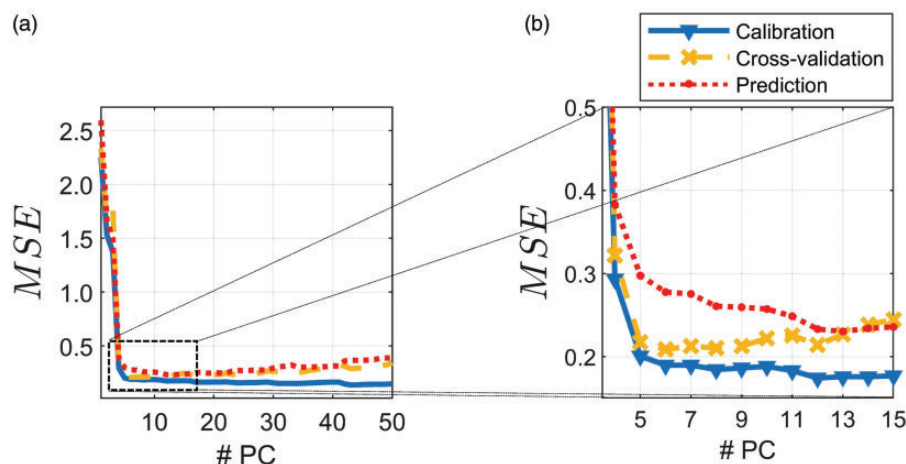 (a)
MSE
2.5
2.0
1.5
1.0
0.5
10 20 30 40 50
# PC
(b)
Calibration
Cross-validation
Prediction
MSE
0.5
0.4
0.3
0.2
5 7 9 11 13 15
# PC